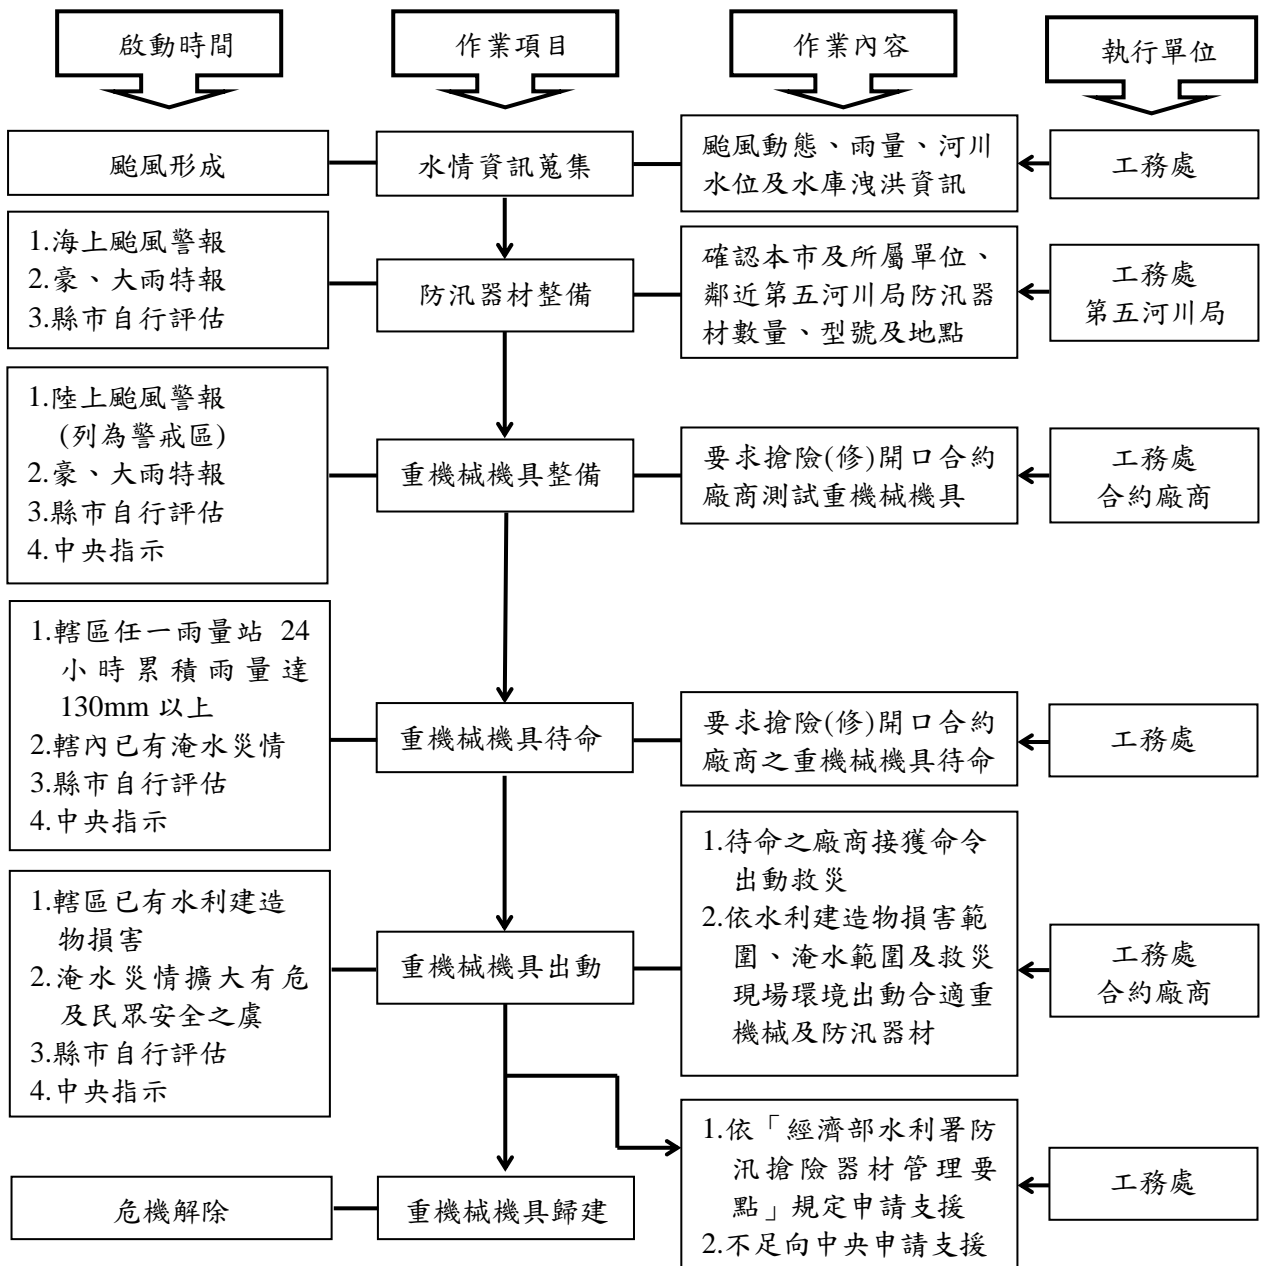 啟動時間
作業項目
作業內容
執行單位
颱風形成
水情資訊蒐集
颱風動態、雨量、河川
水位及水庫洩洪資訊
工務處
1.海上颱風警報
2.豪、大雨特報
3.縣市自行評估
防汛器材整備
確認本市及所屬單位、
鄰近第五河川局防汛器
材數量、型號及地點
工務處
第五河川局
1.陸上颱風警報
(列為警戒區)
2.豪、大雨特報
3.縣市自行評估
4.中央指示
重機械機具整備
要求搶險(修)開口合約
廠商測試重機械機具
工務處
合約廠商
1.轄區任一雨量站 24
小時累積雨量達
130mm 以上
2.轄內已有淹水災情
3.縣市自行評估
4.中央指示
重機械機具待命
要求搶險(修)開口合約
廠商之重機械機具待命
工務處
1.轄區已有水利建造
物損害
2.淹水災情擴大有危
及民眾安全之虞
3.縣市自行評估
4.中央指示
重機械機具出動
1.待命之廠商接獲命令
出動救災
2.依水利建造物損害範
圍、淹水範圍及救災
現場環境出動合適重
機械及防汛器材
工務處
合約廠商
危機解除
重機械機具歸建
1.依「經濟部水利署防
汛搶險器材管理要
點」規定申請支援
2.不足向中央申請支援
工務處